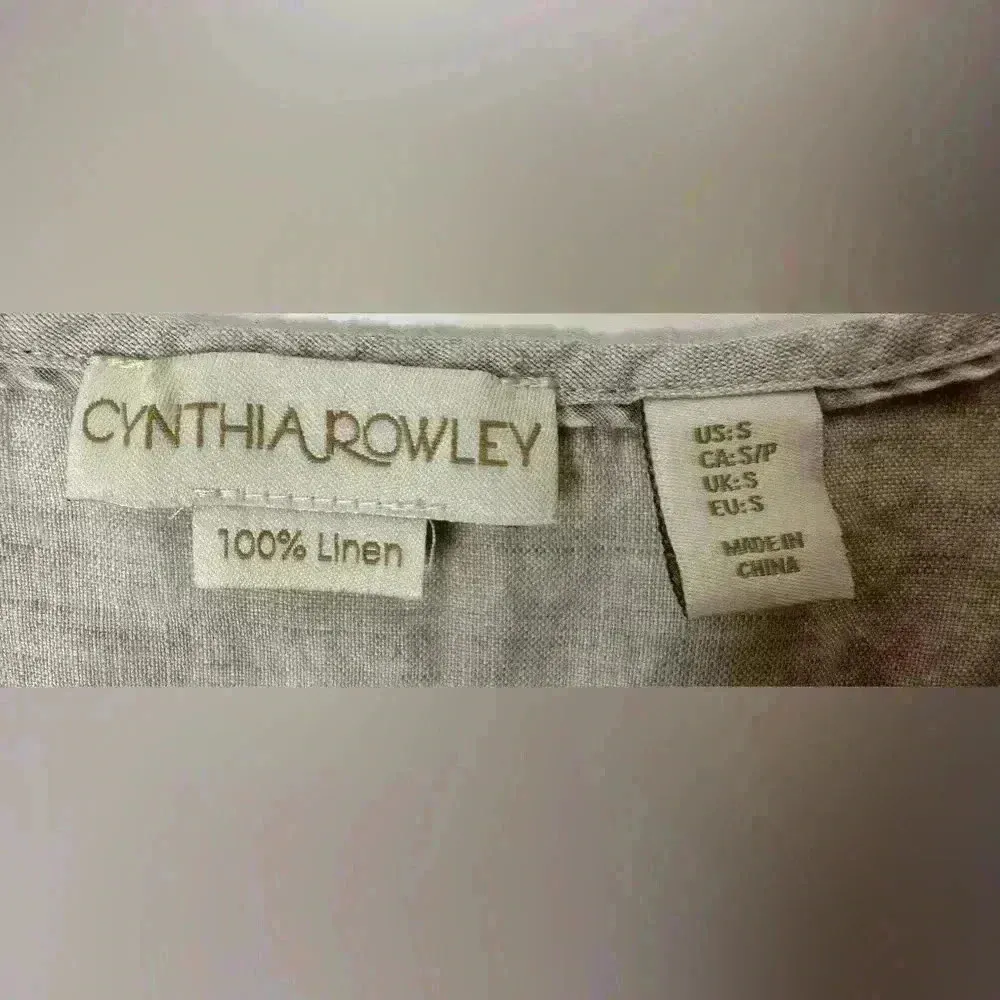 CYNTHIA ROWLEY
100% Linen
US: S
CA: S/P
UK: S
EU: S
MADE IN
CHINA